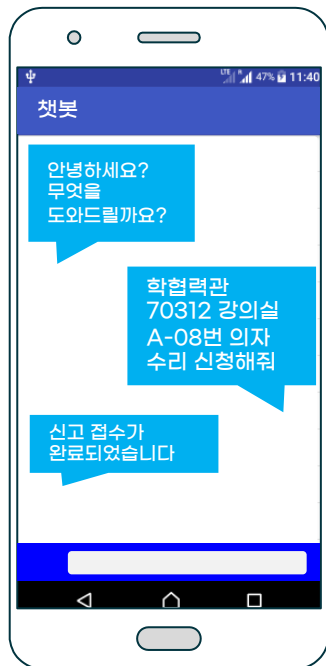 LTE 47% 11:40
챗봇
안녕하세요?
무엇을
도와드릴까요?
학협력관
70312 강의실
A-08번 의자
수리 신청해줘
신고 접수가
완료되었습니다